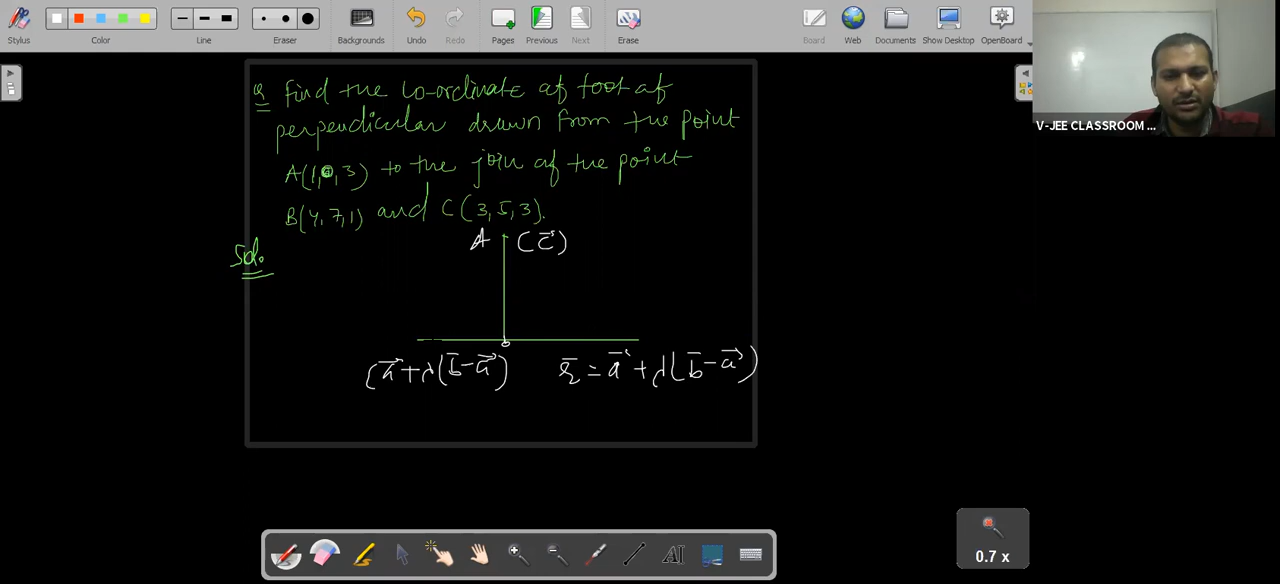 Stylus Color Line Eraser Backgrounds Undo Redo Pages Previous Next Erase Board Web Documents Show Desktop OpenBoard
V-JEE CLASSROOM ...
Q Find the co-ordinate of foot of
perpendicular drawn from the point
A(1,0,3) to the join of the point
B(4,7,1) and C(3,5,3).
Sol.
A (c⃗)
(a⃗+λ(b⃗-a⃗) r̄ = a⃗+λ(b̄-a⃗)
AI
0.7 x